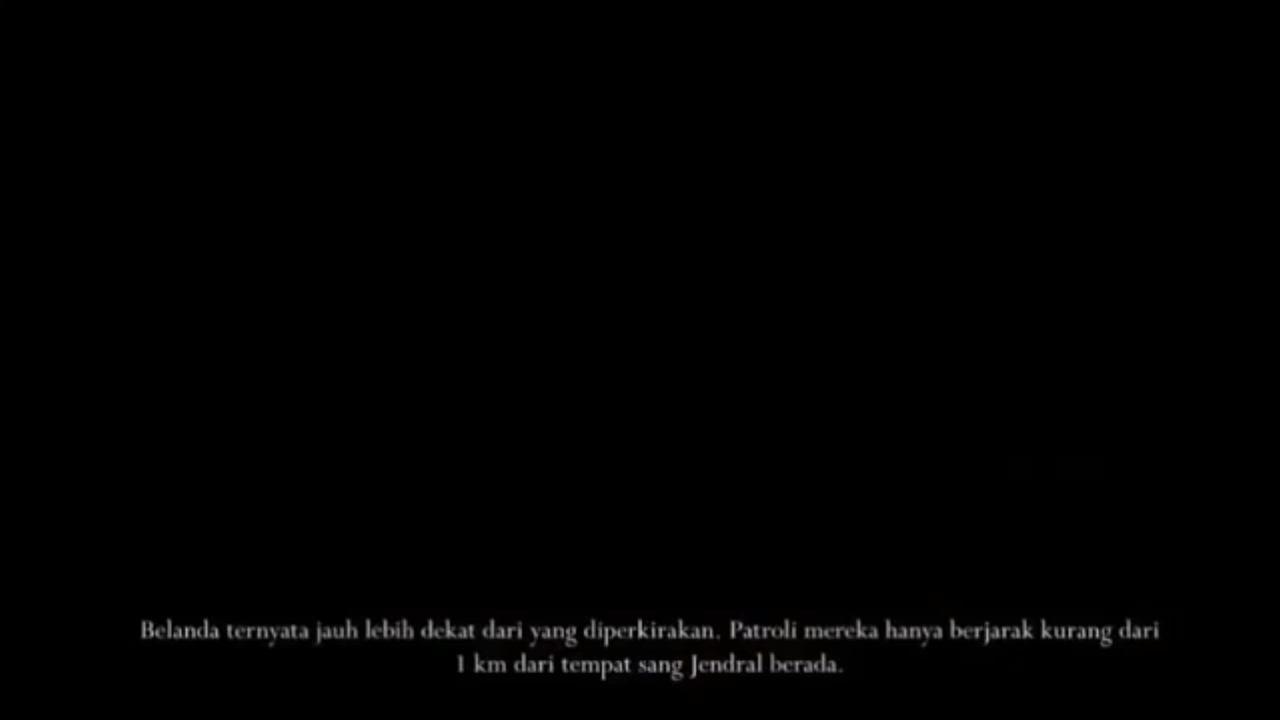 Belanda ternyata jauh lebih dekat dari yang diperkirakan. Patroli mereka hanya berjarak kurang dari
1 km dari tempat sang Jendral berada.